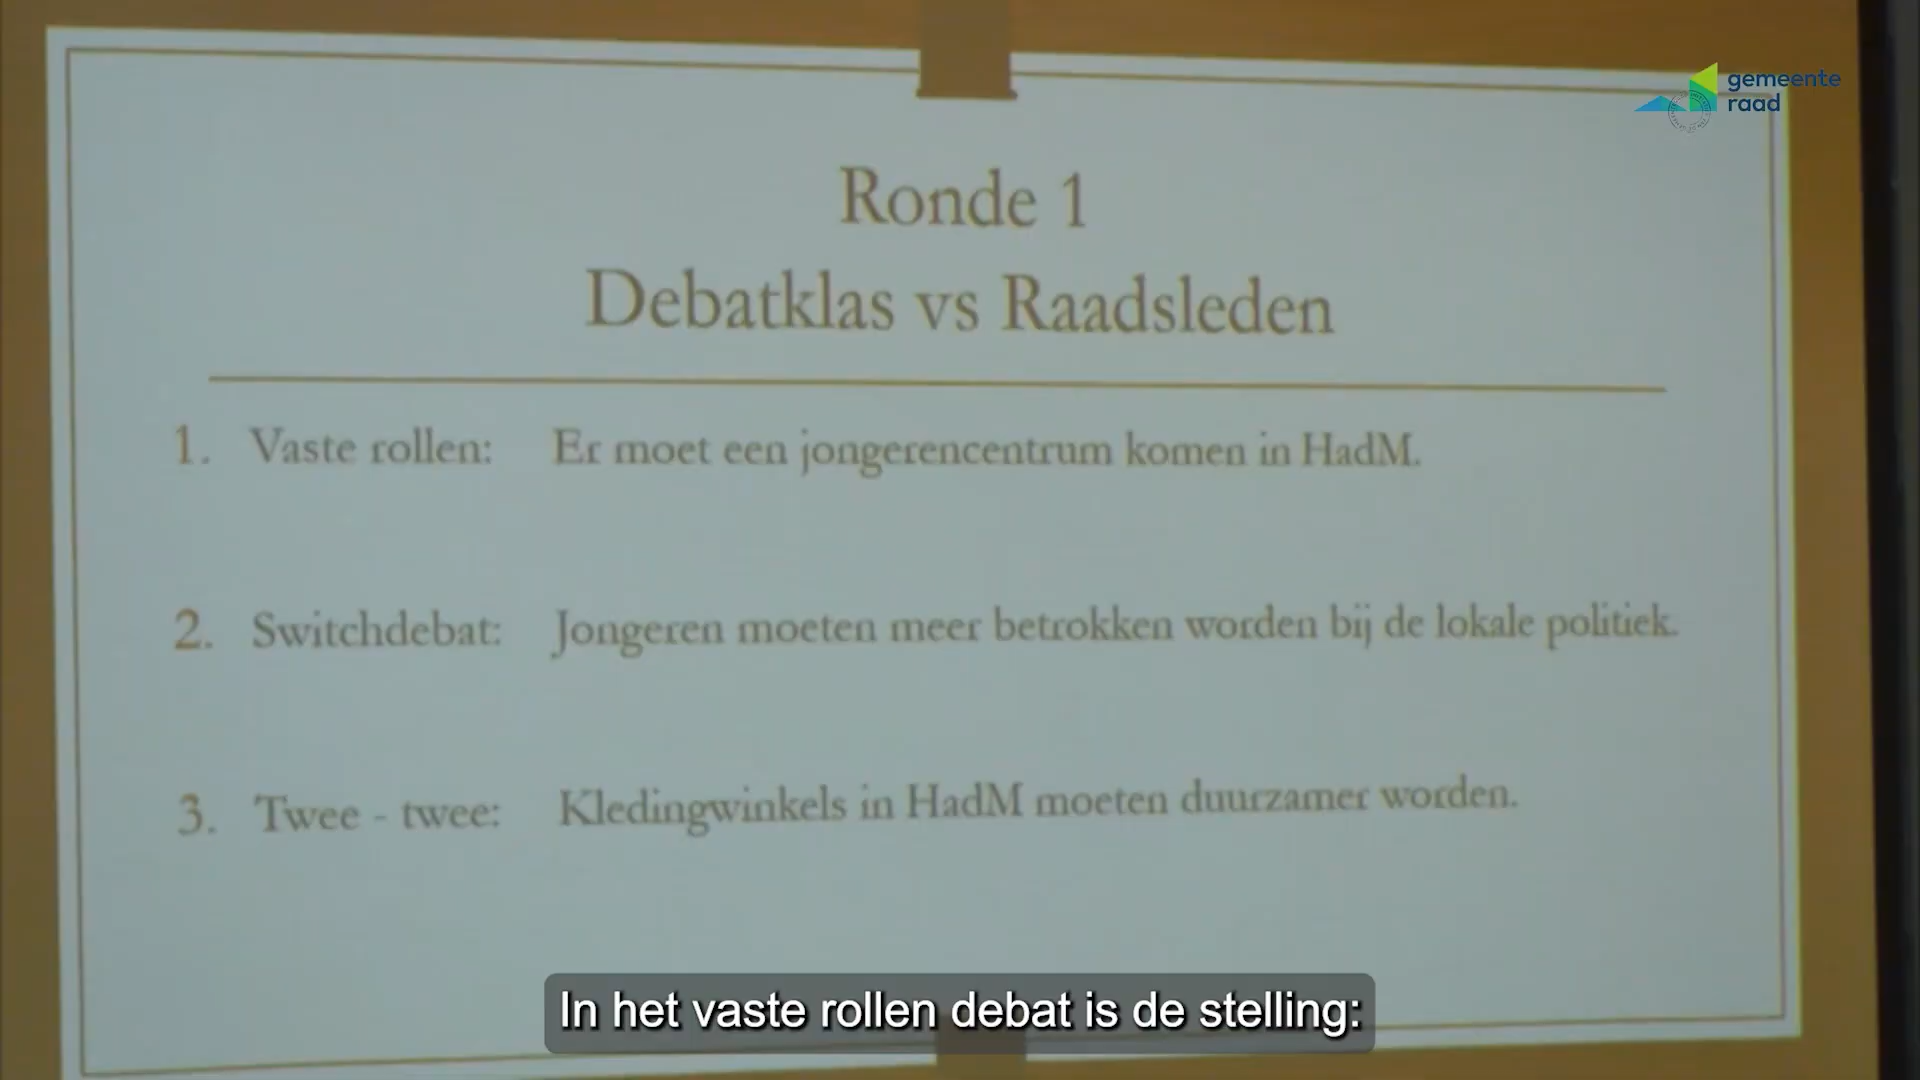 gemeente
raad
Ronde 1
Debatklas vs Raadsleden
1. Vaste rollen: Er moet een jongerencentrum komen in HadM.
2. Switchdebat: Jongeren moeten meer betrokken worden bij de lokale politiek.
3. Twee - twee: Kledingwinkels in HadM moeten duurzamer worden.
In het vaste rollen debat is de stelling: